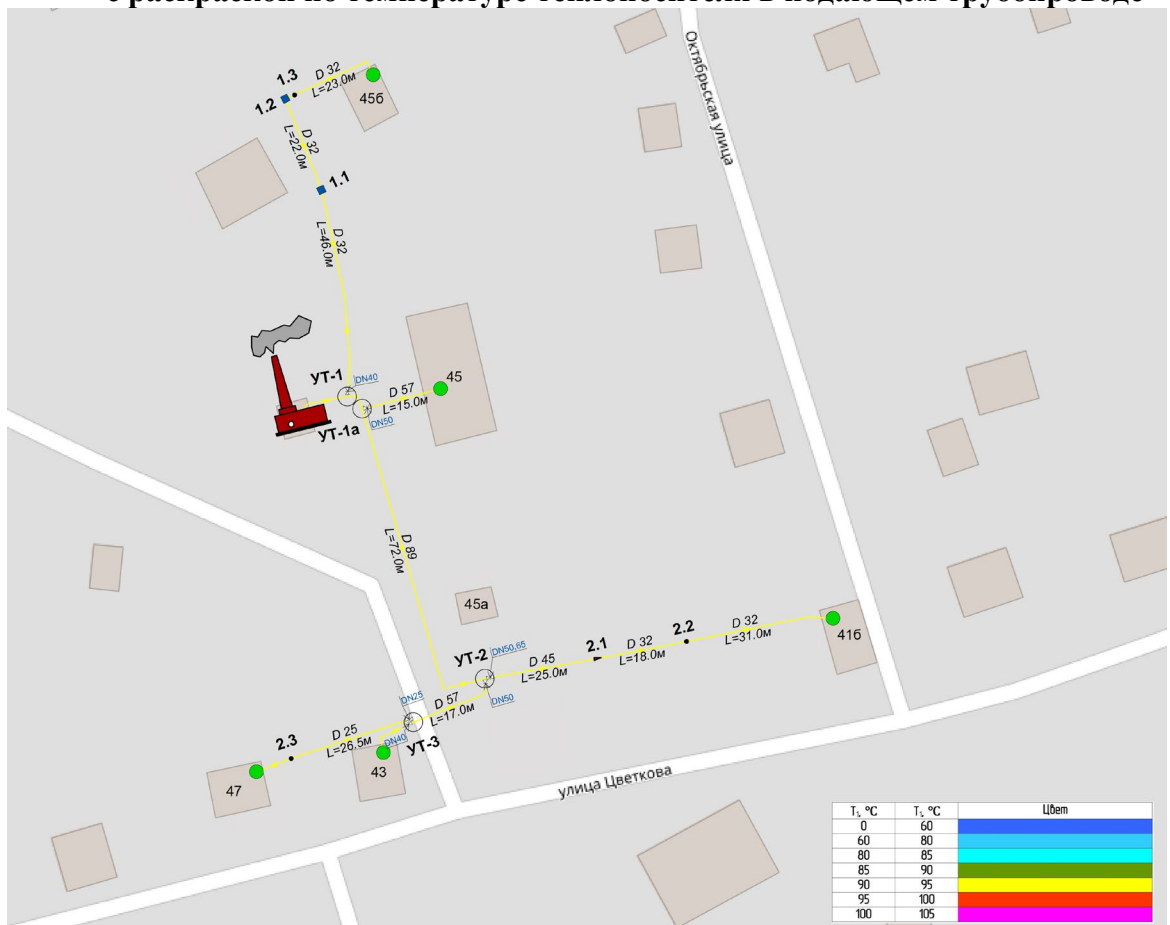 с раскраской по температуре теплоносителя в подающем трубопроводе
Октябрьская улица
1.3
D 32
L=23.0м
1.2
45б
D 32
L=22.0м
1.1
D 32
L=46.0м
УТ-1
DN40
D 57
L=15.0м
45
УТ-1а
DN50
D 89
L=72.0м
45а
УТ-2
DN50,65
D 45
L=25.0м
2.1
D 32
L=18.0м
2.2
D 32
L=31.0м
41б
DN50
D 57
L=17.0м
DN25
УТ-3
DN40
D 25
L=26.5м
2.3
47
43
улица Цветкова
Т₁, °С Т₁, °С Цвет
0 60
60 80
80 85
85 90
90 95
95 100
100 105